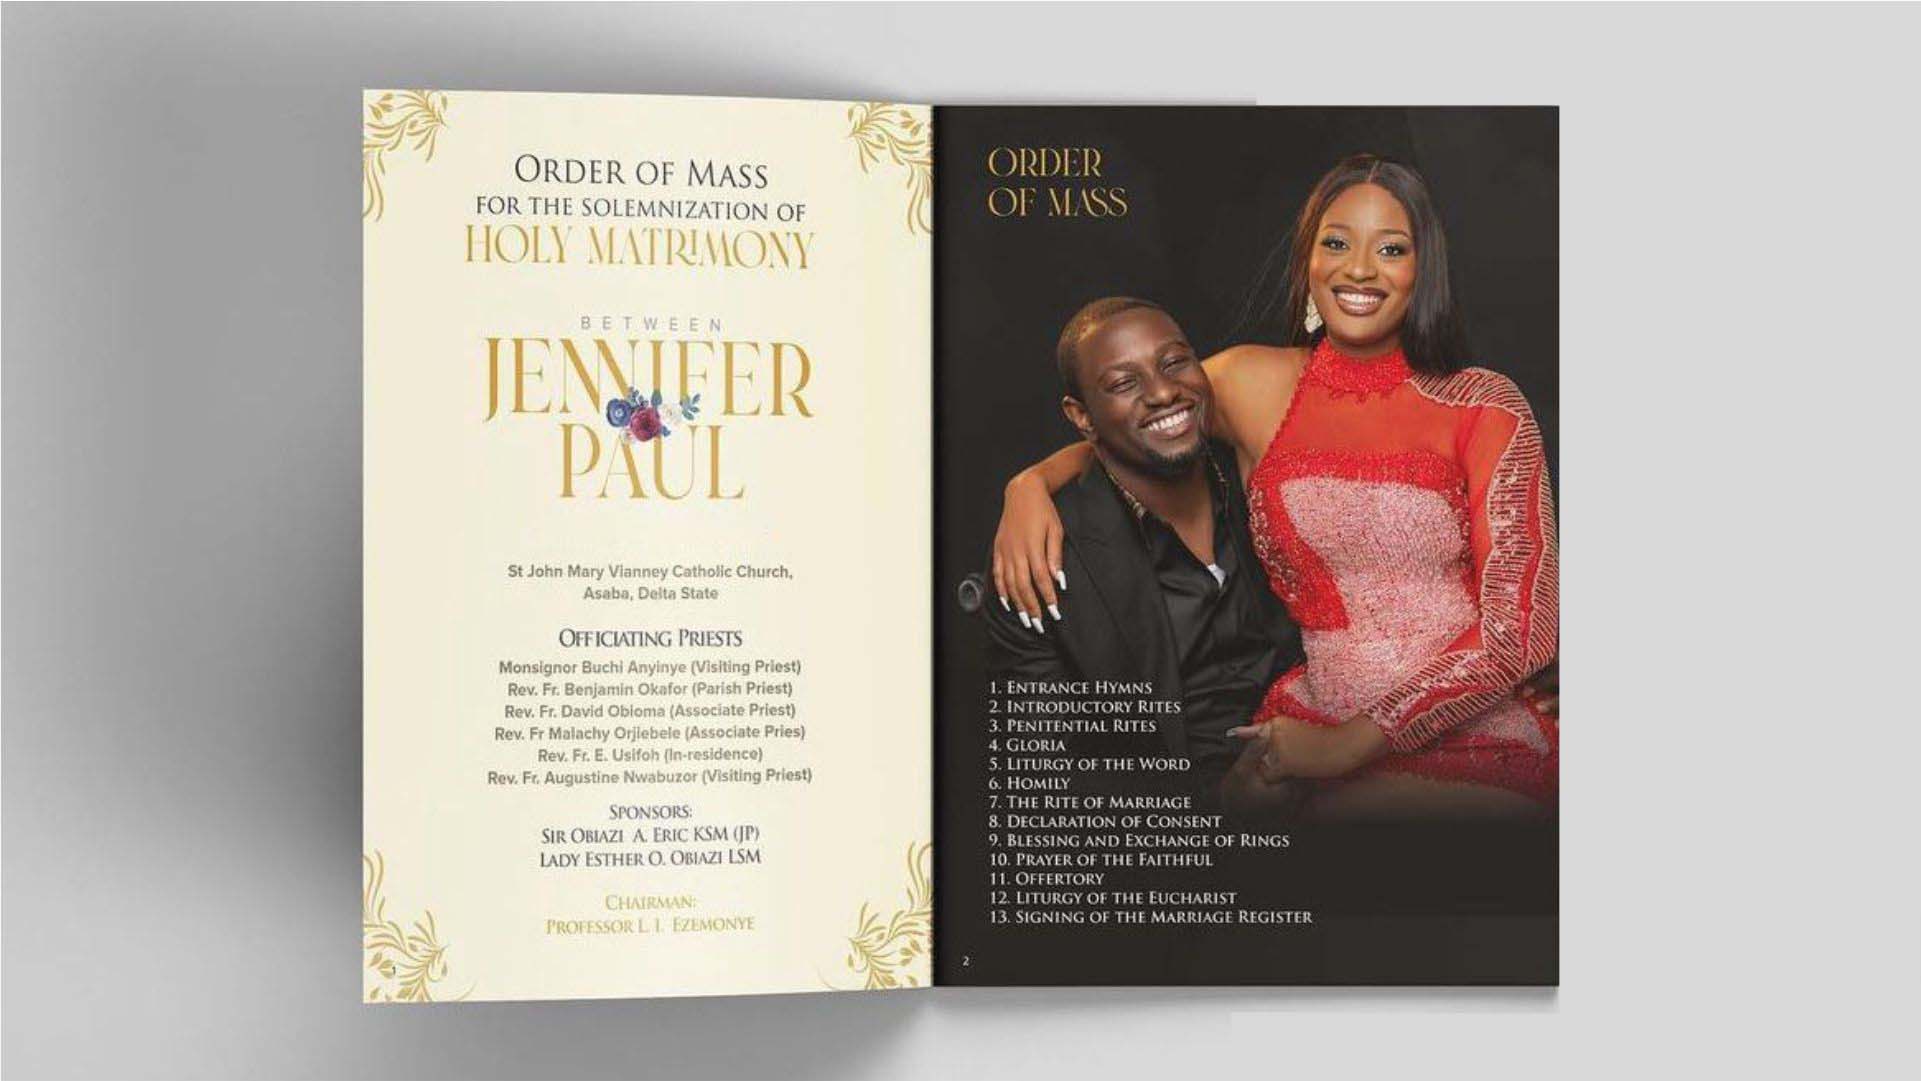 ORDER OF MASS
FOR THE SOLEMNIZATION OF
HOLY MATRIMONY
BETWEEN
JENNIFER
PAUL
St John Mary Vianney Catholic Church,
Asaba, Delta State
OFFICIATING PRIESTS
Monsignor Buchi Anyinye (Visiting Priest)
Rev. Fr. Benjamin Okafor (Parish Priest)
Rev. Fr. David Obioma (Associate Priest)
Rev. Fr Malachy Orjiebele (Associate Pries)
Rev. Fr. E. Usifoh (In-residence)
Rev. Fr. Augustine Nwabuzor (Visiting Priest)
SPONSORS:
SIR OBIAZI A. ERIC KSM (JP)
LADY ESTHER O. OBIAZI LSM
CHAIRMAN:
PROFESSOR L. I. EZEMONYE
1
ORDER
OF MASS
1. ENTRANCE HYMNS
2. INTRODUCTORY RITES
3. PENITENTIAL RITES
4. GLORIA
5. LITURGY OF THE WORD
6. HOMILY
7. THE RITE OF MARRIAGE
8. DECLARATION OF CONSENT
9. BLESSING AND EXCHANGE OF RINGS
10. PRAYER OF THE FAITHFUL
11. OFFERTORY
12. LITURGY OF THE EUCHARIST
13. SIGNING OF THE MARRIAGE REGISTER
2